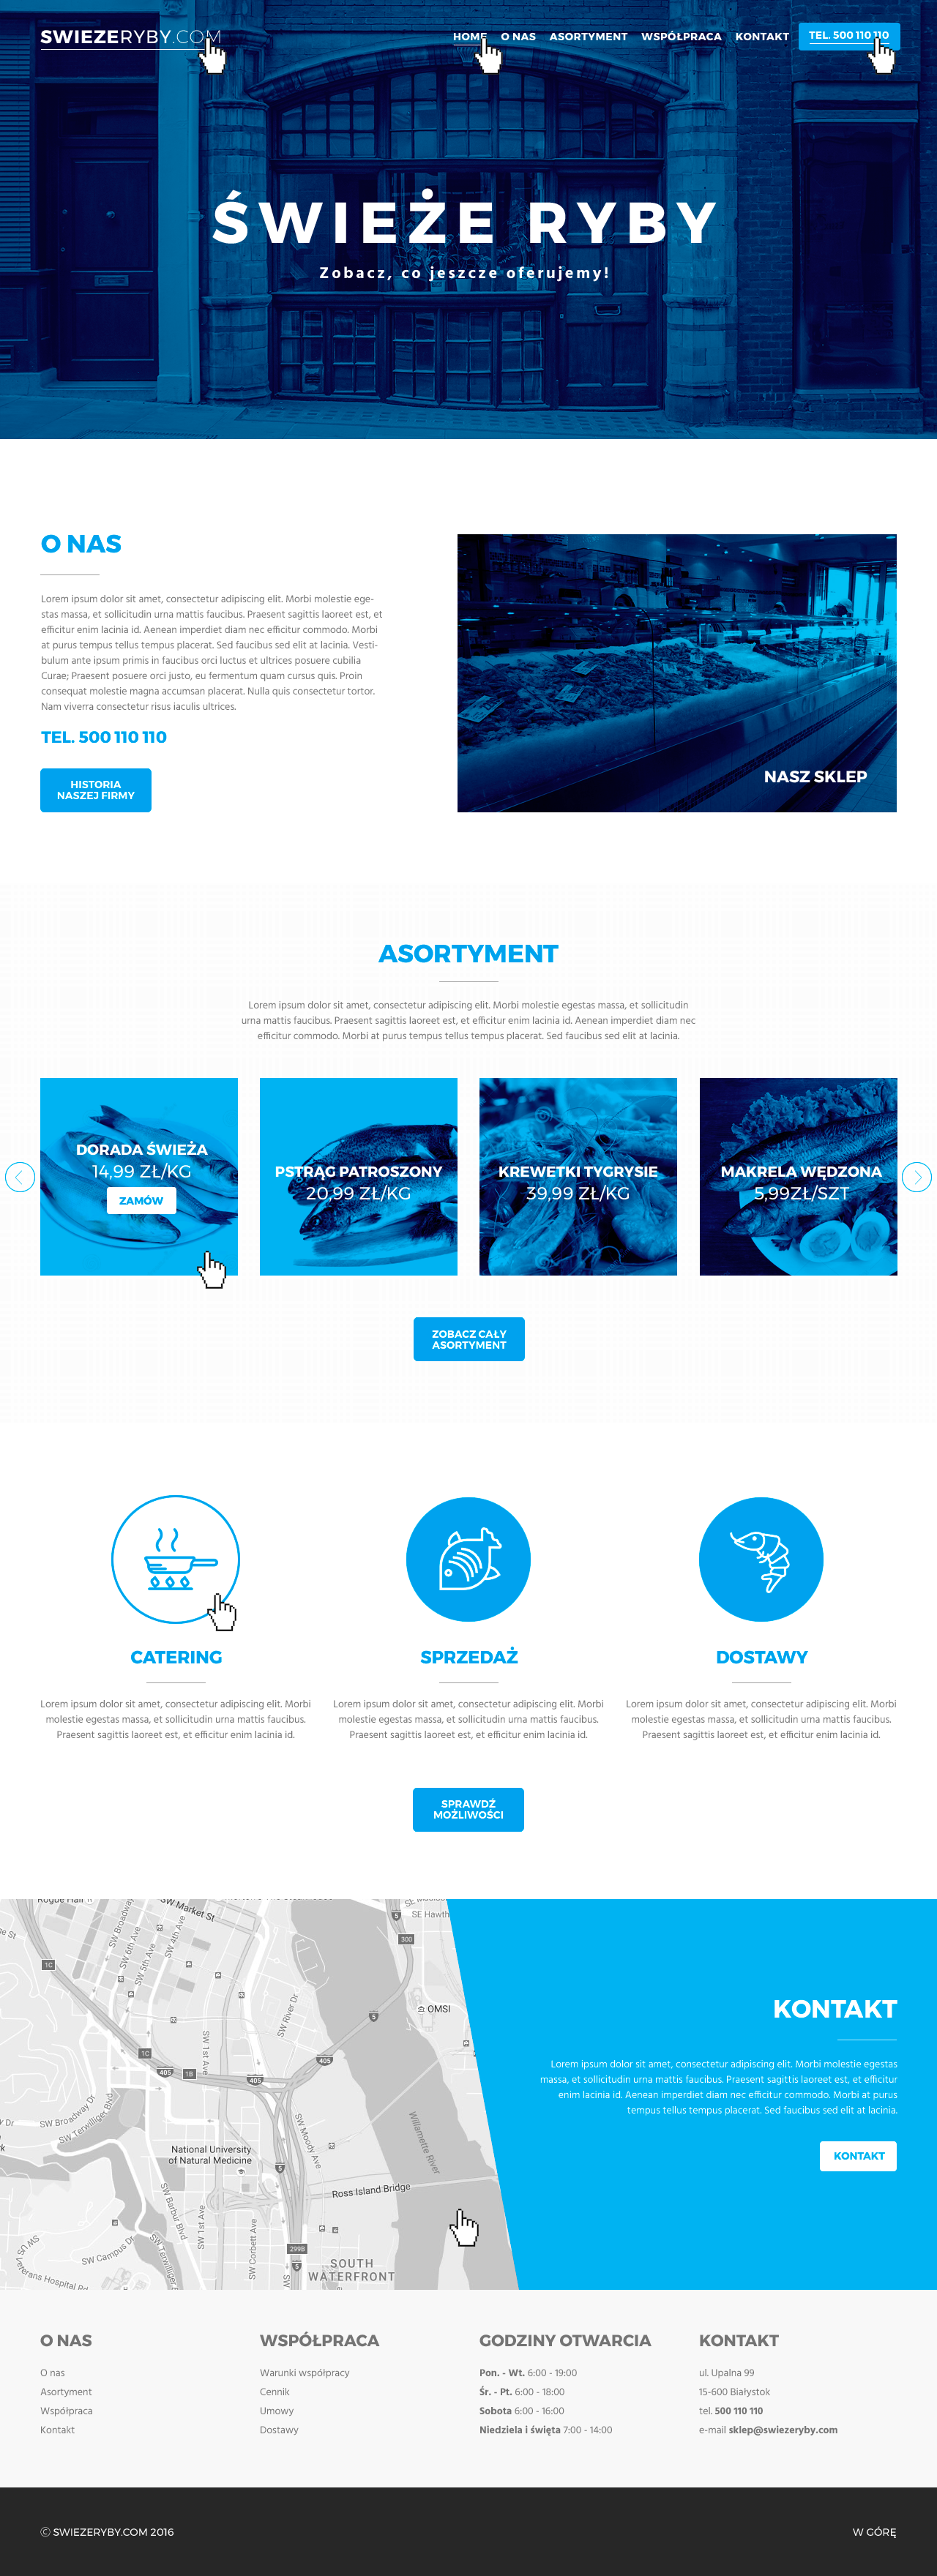 SWIEZERYBY.COM
HOME O NAS ASORTYMENT WSPÓŁPRACA KONTAKT TEL. 500 110 110
ŚWIEŻE RYBY
Zobacz, co jeszcze oferujemy!
O NAS
Lorem ipsum dolor sit amet, consectetur adipiscing elit. Morbi molestie ege-
stas massa, et sollicitudin urna mattis faucibus. Praesent sagittis laoreet est, et
efficitur enim lacinia id. Aenean imperdiet diam nec efficitur commodo. Morbi
at purus tempus tellus tempus placerat. Sed faucibus sed elit at lacinia. Vesti-
bulum ante ipsum primis in faucibus orci luctus et ultrices posuere cubilia
Curae; Praesent posuere orci justo, eu fermentum quam cursus quis. Proin
consequat molestie magna accumsan placerat. Nulla quis consectetur tortor.
Nam viverra consectetur risus iaculis ultrices.
TEL. 500 110 110
HISTORIA
NASZEJ FIRMY
NASZ SKLEP
ASORTYMENT
Lorem ipsum dolor sit amet, consectetur adipiscing elit. Morbi molestie egestas massa, et sollicitudin
urna mattis faucibus. Praesent sagittis laoreet est, et efficitur enim lacinia id. Aenean imperdiet diam nec
efficitur commodo. Morbi at purus tempus tellus tempus placerat. Sed faucibus sed elit at lacinia.
DORADA ŚWIEŻA
14,99 ZŁ/KG
ZAMÓW
PSTRĄG PATROSZONY
20,99 ZŁ/KG
KREWETKI TYGRYSIE
39,99 ZŁ/KG
MAKRELA WĘDZONA
5,99ZŁ/SZT
ZOBACZ CAŁY
ASORTYMENT
CATERING
Lorem ipsum dolor sit amet, consectetur adipiscing elit. Morbi
molestie egestas massa, et sollicitudin urna mattis faucibus.
Praesent sagittis laoreet est, et efficitur enim lacinia id.
SPRZEDAŻ
Lorem ipsum dolor sit amet, consectetur adipiscing elit. Morbi
molestie egestas massa, et sollicitudin urna mattis faucibus.
Praesent sagittis laoreet est, et efficitur enim lacinia id.
DOSTAWY
Lorem ipsum dolor sit amet, consectetur adipiscing elit. Morbi
molestie egestas massa, et sollicitudin urna mattis faucibus.
Praesent sagittis laoreet est, et efficitur enim lacinia id.
SPRAWDŹ
MOŻLIWOŚCI
SW Market St
SE Hawth
SW Broadway
SW 6th Ave
SW 5th Ave
SW 4th Ave
5
300
1C
OMSI
5
SW River Dr
SW 1st Ave
1C
405
1B
405
405
SW Broadway Dr
SW Terwilliger Blvd
SW Moody Ave
Willamette River
National University
of Natural Medicine
5
Ross Island Bridge
SW Barbur Blvd
SW 1st Ave
SW Corbett Ave
SW Campus Dr
SW Terwilliger
SW US V
Veterans Hospital Rd
299B
5
SOUTH
WATERFRONT
KONTAKT
Lorem ipsum dolor sit amet, consectetur adipiscing elit. Morbi molestie egestas
massa, et sollicitudin urna mattis faucibus. Praesent sagittis laoreet est, et efficitur
enim lacinia id. Aenean imperdiet diam nec efficitur commodo. Morbi at purus
tempus tellus tempus placerat. Sed faucibus sed elit at lacinia.
KONTAKT
O NAS
O nas
Asortyment
Współpraca
Kontakt
WSPÓŁPRACA
Warunki współpracy
Cennik
Umowy
Dostawy
GODZINY OTWARCIA
Pon. - Wt. 6:00 - 19:00
Śr. - Pt. 6:00 - 18:00
Sobota 6:00 - 16:00
Niedziela i święta 7:00 - 14:00
KONTAKT
ul. Upalna 99
15-600 Białystok
tel. 500 110 110
e-mail sklep@swiezeryby.com
© SWIEZERYBY.COM 2016
W GÓRĘ